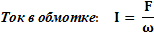 Ток в обмотке: I = F/ω